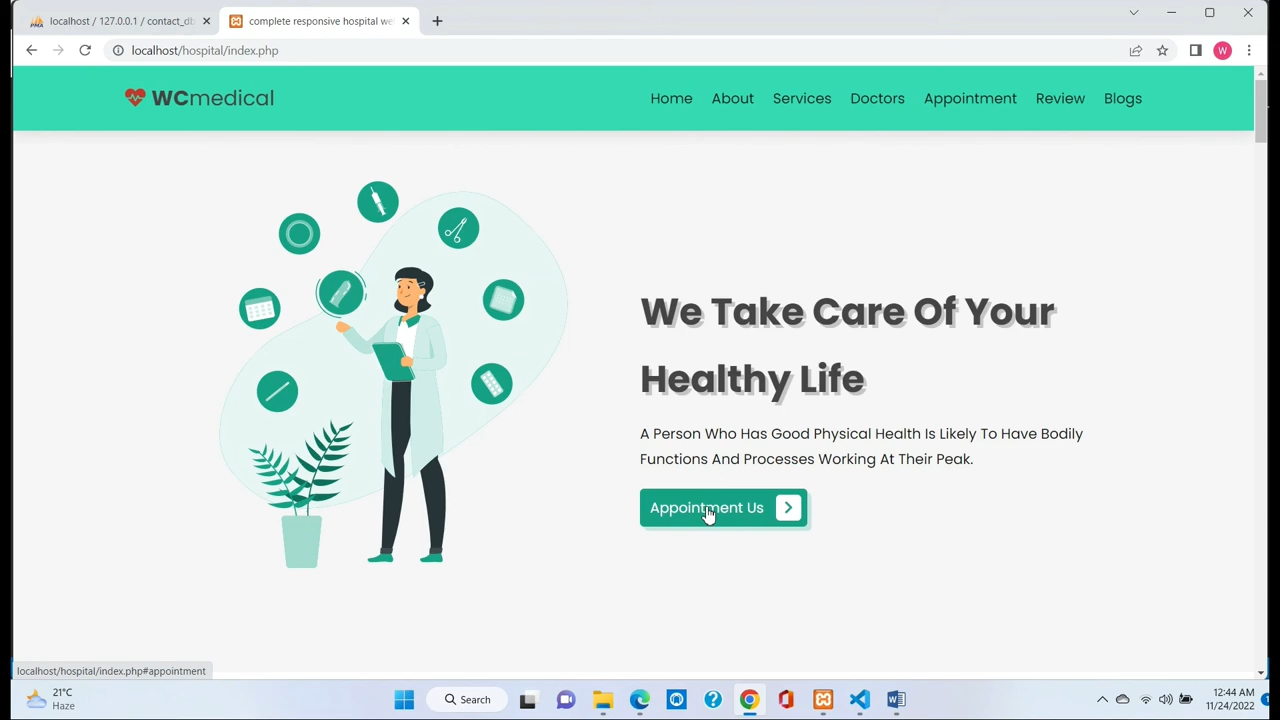 localhost / 127.0.0.1 / contact_db
complete responsive hospital we
localhost/hospital/index.php
W
WCmedical
Home About Services Doctors Appointment Review Blogs
We Take Care Of Your
Healthy Life
A Person Who Has Good Physical Health Is Likely To Have Bodily
Functions And Processes Working At Their Peak.
Appointment Us
localhost/hospital/index.php#appointment
21°C
Haze
Search
12:44 AM
11/24/2022